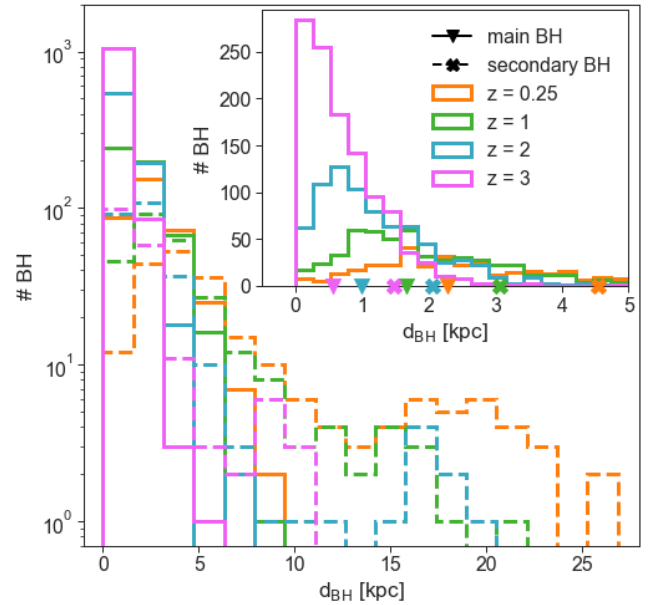 # BH
10³
10²
10¹
10⁰
0
5
10
15
20
25
d_BH [kpc]
# BH
250
200
150
100
50
0
0
1
2
3
4
5
d_BH [kpc]
main BH
secondary BH
z = 0.25
z = 1
z = 2
z = 3